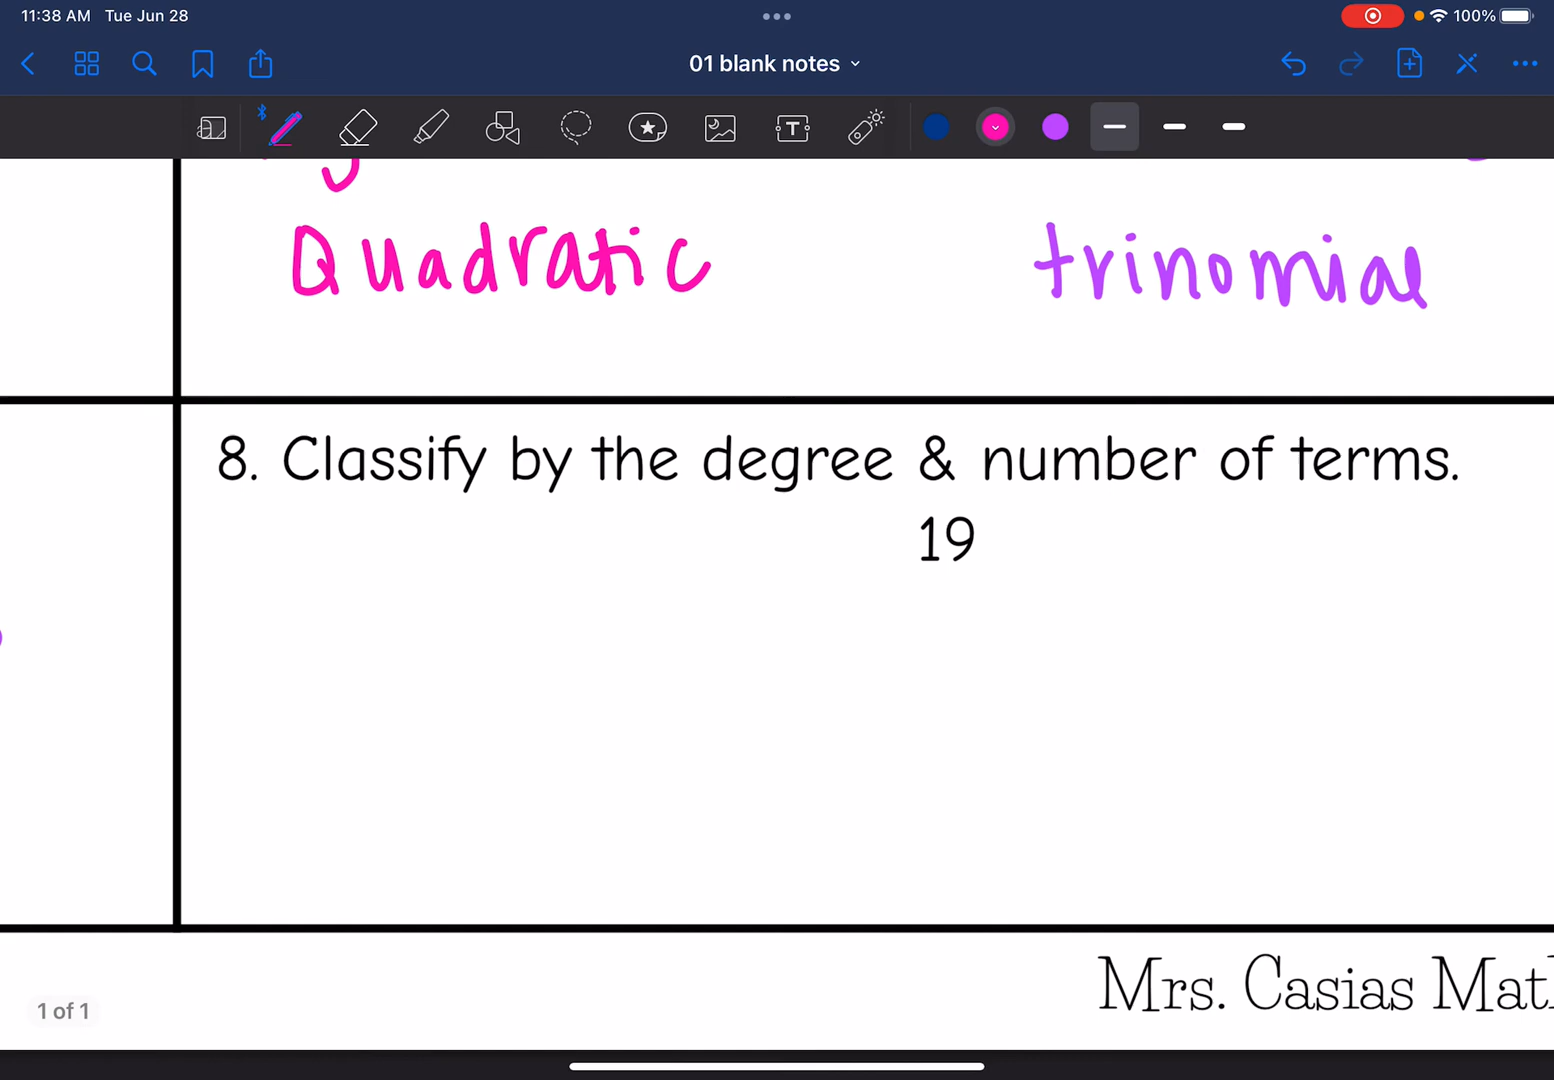 11:38 AM Tue Jun 28
100%
01 blank notes
T
Quadratic
trinomial
8. Classify by the degree & number of terms.
19
Mrs. Casias
1 of 1